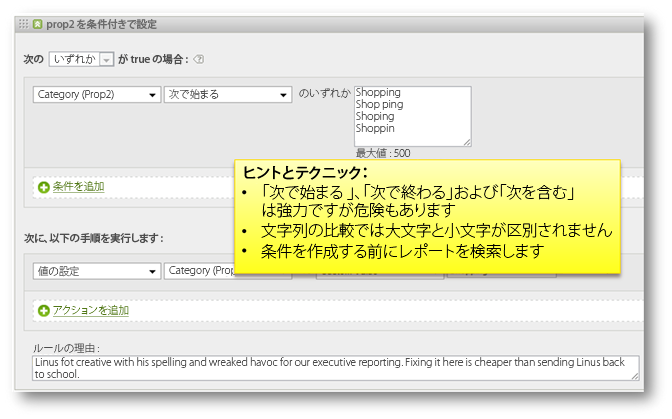 prop2 を条件付きで設定
次の いずれか が true の場合 :
Category (Prop2) 次で始まる のいずれか Shopping
Shop ping
Shoping
Shoppin
最大値 : 500
条件を追加
ヒントとテクニック：
• 「次で始まる 」、「次で終わる」および「次を含む」
は強力ですが危険もあります
• 文字列の比較では大文字と小文字が区別されません
• 条件を作成する前にレポートを検索します
次に、以下の手順を実行します :
値の設定 Category (Prop
アクションを追加
ルールの理由 :
Linus fot creative with his spelling and wreaked havoc for our executive reporting. Fixing it here is cheaper than sending Linus back
to school.